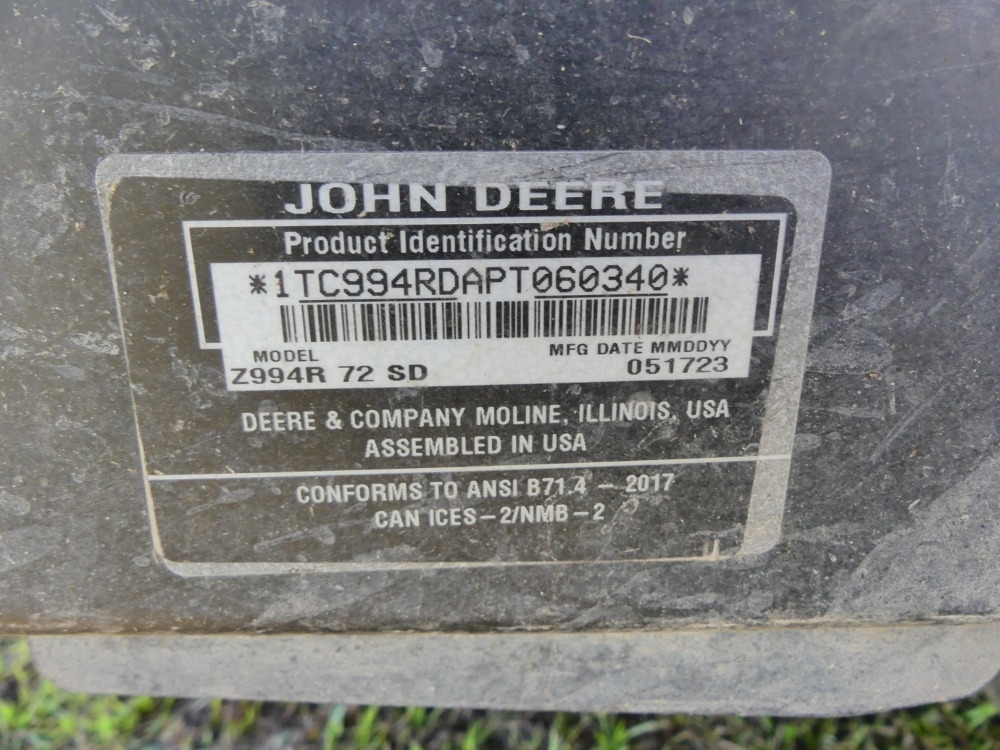 JOHN DEERE
Product Identification Number
*1TC994RDAPT060340*
MODEL
MFG DATE MMDDYY
Z994R 72 SD
051723
DEERE & COMPANY MOLINE, ILLINOIS, USA
ASSEMBLED IN USA
CONFORMS TO ANSI B71.4 – 2017
CAN ICES–2/NMB–2